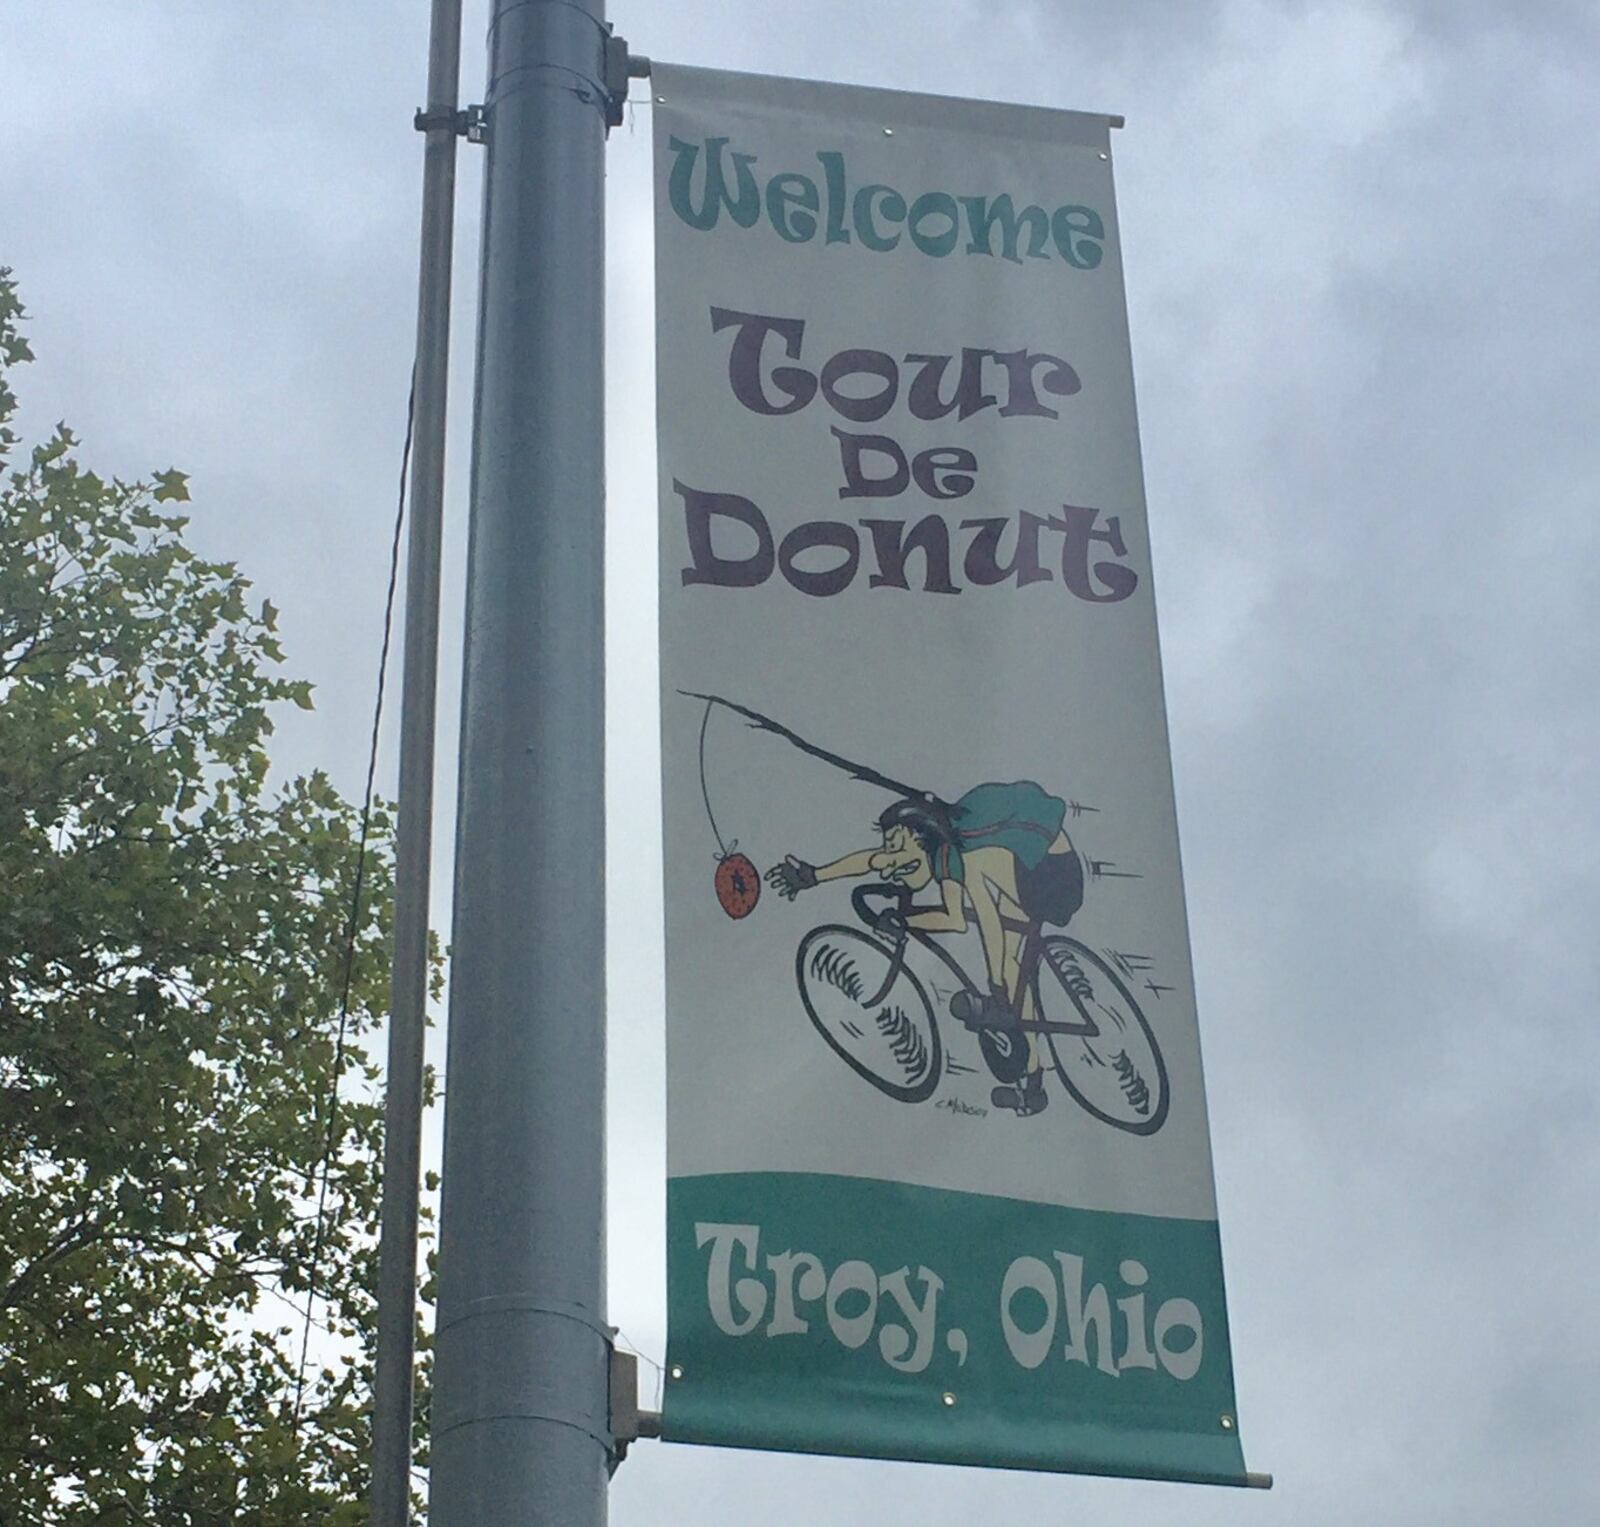 Welcome
Tour
De
Donut
Troy, Ohio